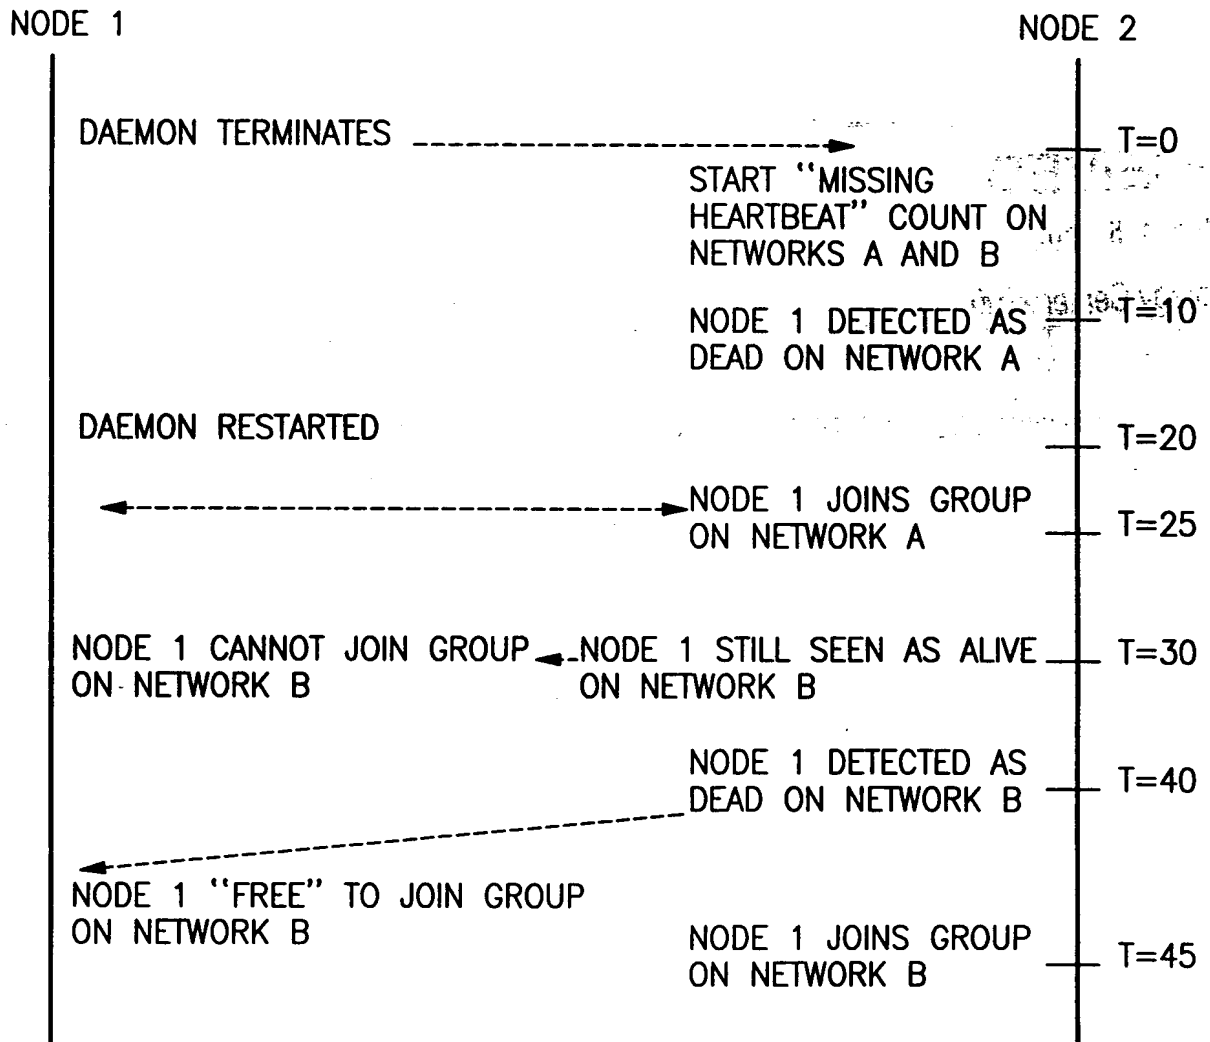 NODE 1
NODE 2
DAEMON TERMINATES
T=0
START “MISSING
HEARTBEAT” COUNT ON
NETWORKS A AND B
T=10
NODE 1 DETECTED AS
DEAD ON NETWORK A
DAEMON RESTARTED
T=20
NODE 1 JOINS GROUP
ON NETWORK A
T=25
NODE 1 CANNOT JOIN GROUP
ON NETWORK B
NODE 1 STILL SEEN AS ALIVE
ON NETWORK B
T=30
NODE 1 DETECTED AS
DEAD ON NETWORK B
T=40
NODE 1 “FREE” TO JOIN GROUP
ON NETWORK B
NODE 1 JOINS GROUP
ON NETWORK B
T=45